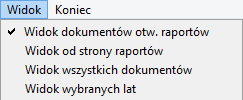 Widok Koniec
Widok dokumentów otw. raportów
Widok od strony raportów
Widok wszystkich dokumentów
Widok wybranych lat